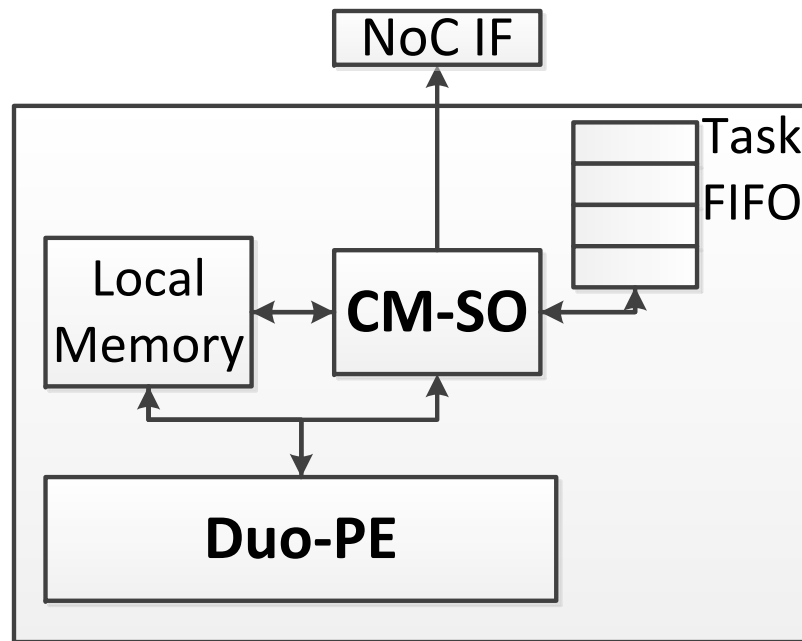 NoC IF
Task
FIFO
Local
Memory
CM-SO
Duo-PE